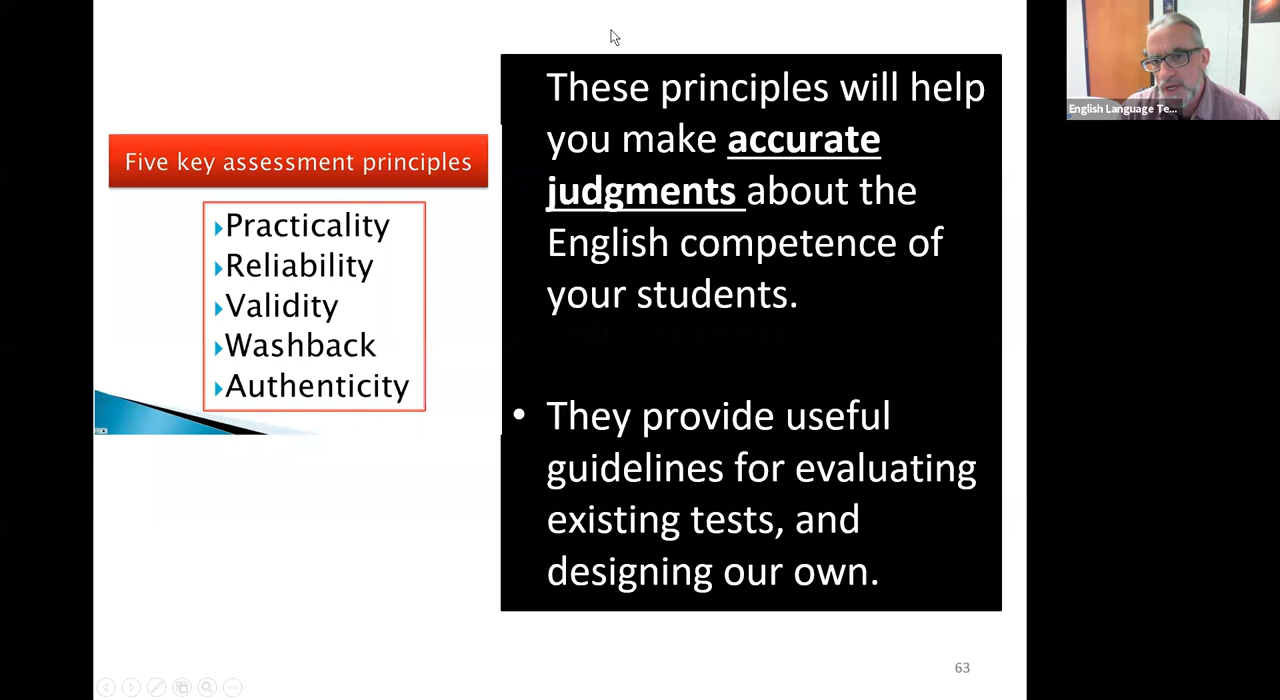 Five key assessment principles
Practicality
Reliability
Validity
Washback
Authenticity
These principles will help
you make accurate
judgments about the
English competence of
your students.
• They provide useful
guidelines for evaluating
existing tests, and
designing our own.
63
English Language Te...